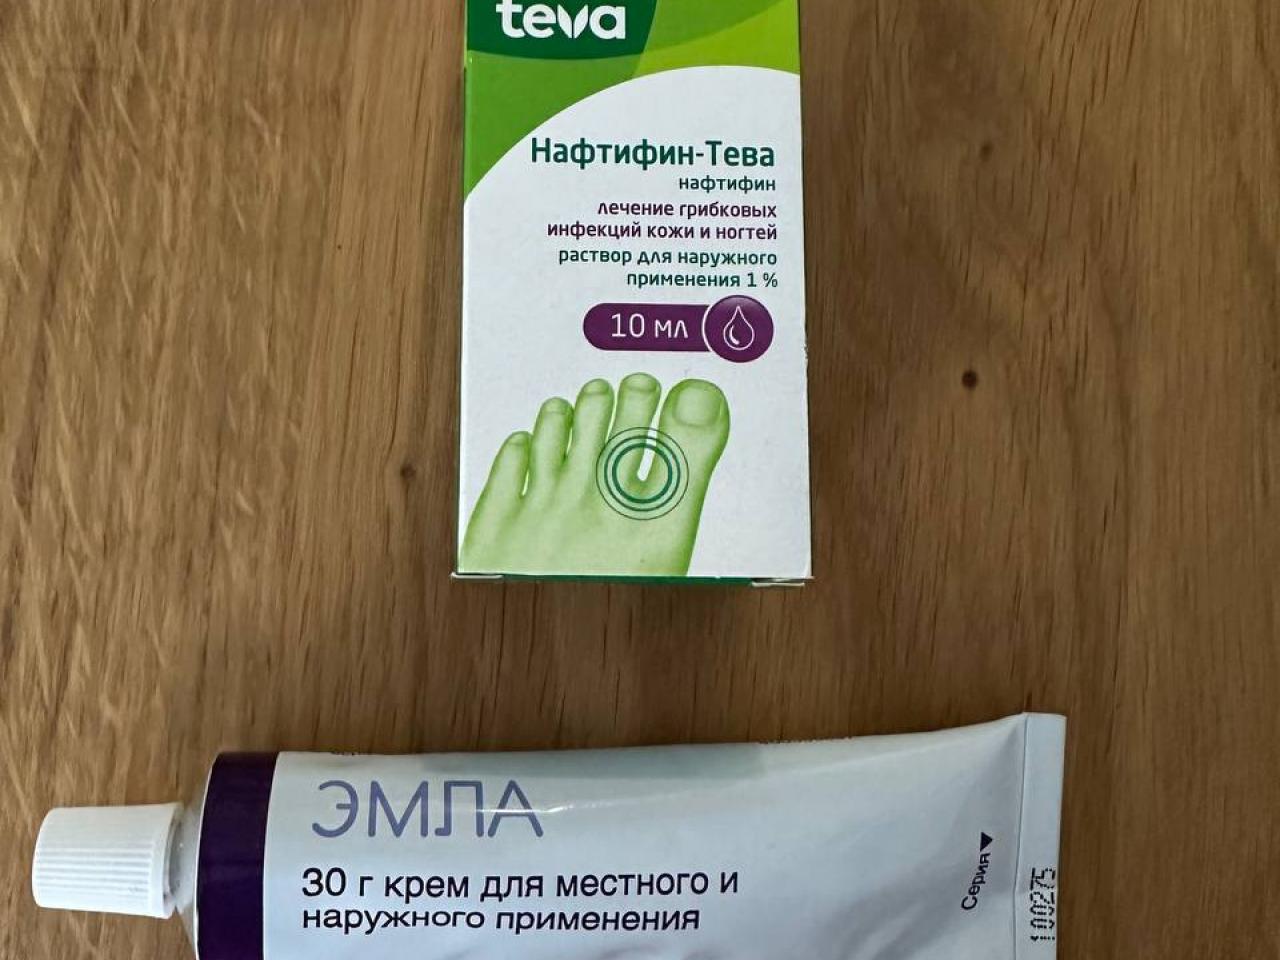 teva
Нафтифин-Тева
нафтифин
лечение грибковых
инфекций кожи и ногтей
раствор для наружного
применения 1 %
10 мл
ЭМЛА
30 г крем для местного и
наружного применения
Серия
100275